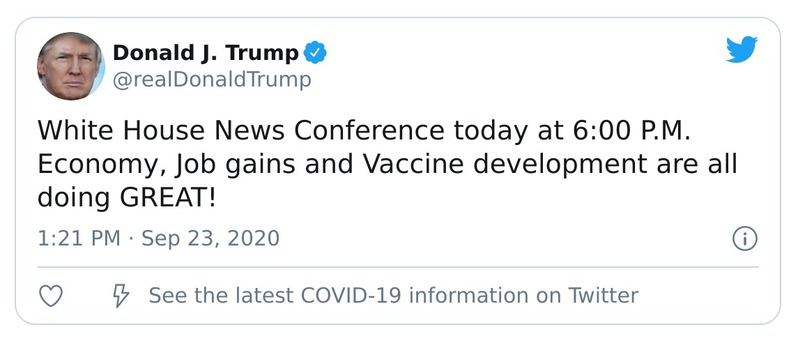 Donald J. Trump
@realDonaldTrump
White House News Conference today at 6:00 P.M.
Economy, Job gains and Vaccine development are all
doing GREAT!
1:21 PM · Sep 23, 2020
See the latest COVID-19 information on Twitter